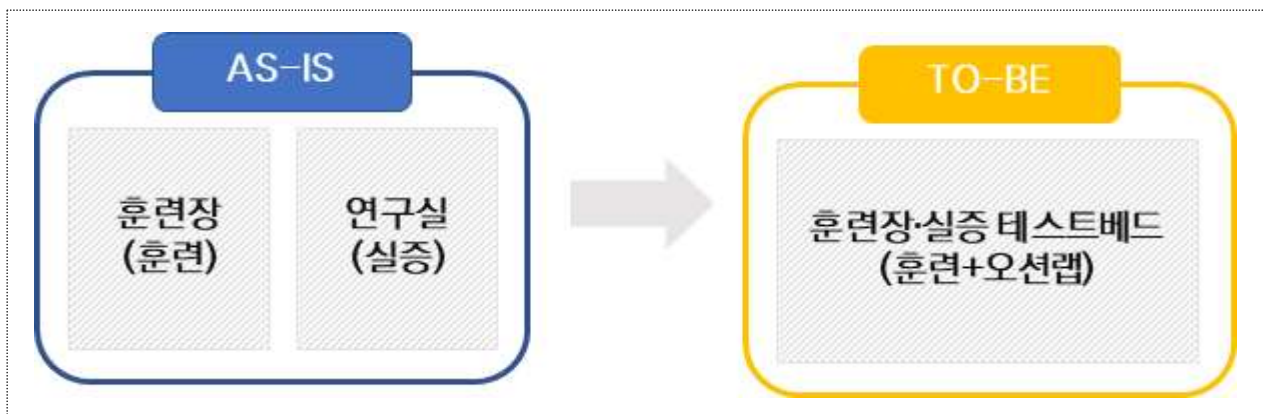 AS-IS
훈련장
(훈련)
연구실
(실증)
TO-BE
훈련장·실증 테스트베드
(훈련+오션랩)